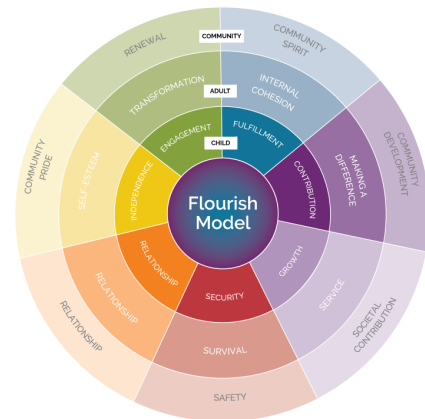 COMMUNITY
RENEWAL
COMMUNITY
SPIRIT
ADULT
TRANSFORMATION
INTERNAL
COHESION
CHILD
ENGAGEMENT
FULFILLMENT
COMMUNITY
PRIDE
SELF-ESTEEM
INDEPENDENCE
Flourish
Model
CONTRIBUTION
MAKING A
DIFFERENCE
COMMUNITY
DEVELOPMENT
RELATIONSHIP
RELATIONSHIP
RELATIONSHIP
SECURITY
GROWTH
SERVICE
SOCIETAL
CONTRIBUTION
SURVIVAL
SAFETY